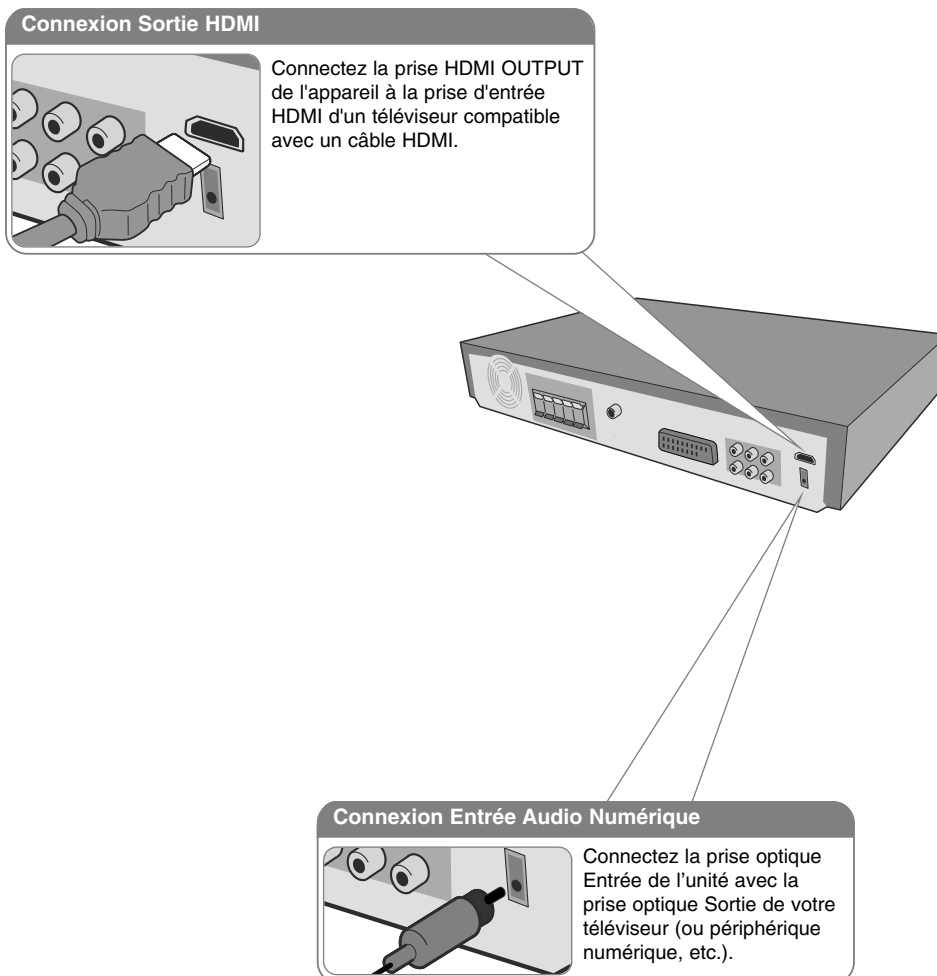 Connexion Sortie HDMI
Connectez la prise HDMI OUTPUT
de l'appareil à la prise d'entrée
HDMI d'un téléviseur compatible
avec un câble HDMI.
Connexion Entrée Audio Numérique
Connectez la prise optique
Entrée de l’unité avec la
prise optique Sortie de votre
téléviseur (ou périphérique
numérique, etc.).